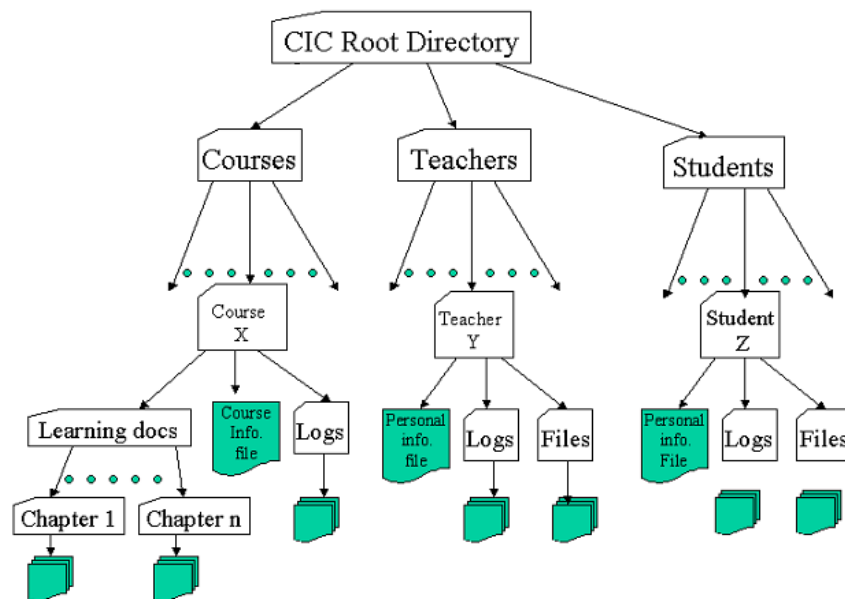 CIC Root Directory
Courses
Teachers
Students
Course
X
Teacher
Y
Student
Z
Learning docs
Course
Info.
file
Logs
Personal
info.
file
Logs
Files
Personal
info.
File
Logs
Files
Chapter 1
Chapter n